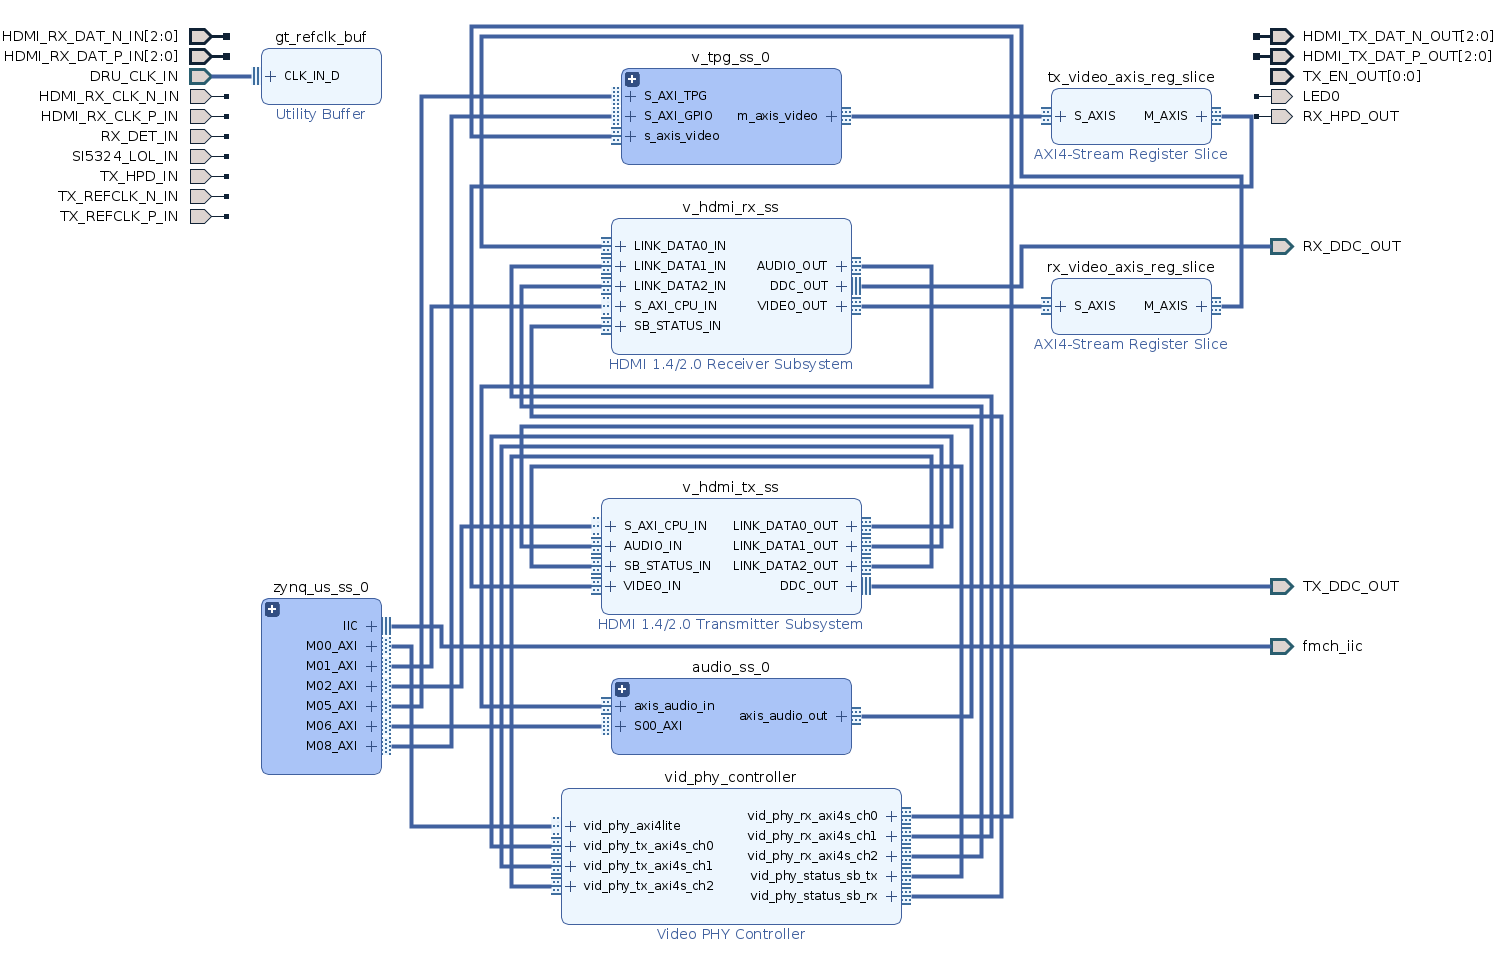 HDMI_RX_DAT_N_IN[2:0]
HDMI_RX_DAT_P_IN[2:0]
DRU_CLK_IN
HDMI_RX_CLK_N_IN
HDMI_RX_CLK_P_IN
RX_DET_IN
SI5324_LOL_IN
TX_HPD_IN
TX_REFCLK_N_IN
TX_REFCLK_P_IN
gt_refclk_buf
CLK_IN_D
Utility Buffer
v_tpg_ss_0
S_AXI_TPG
S_AXI_GPIO m_axis_video
s_axis_video
tx_video_axis_reg_slice
S_AXIS M_AXIS
AXI4-Stream Register Slice
HDMI_TX_DAT_N_OUT[2:0]
HDMI_TX_DAT_P_OUT[2:0]
TX_EN_OUT[0:0]
LED0
RX_HPD_OUT
v_hdmi_rx_ss
LINK_DATA0_IN
LINK_DATA1_IN AUDIO_OUT
LINK_DATA2_IN DDC_OUT
S_AXI_CPU_IN VIDEO_OUT
SB_STATUS_IN
HDMI 1.4/2.0 Receiver Subsystem
RX_DDC_OUT
rx_video_axis_reg_slice
S_AXIS M_AXIS
AXI4-Stream Register Slice
v_hdmi_tx_ss
S_AXI_CPU_IN LINK_DATA0_OUT
AUDIO_IN LINK_DATA1_OUT
SB_STATUS_IN LINK_DATA2_OUT
VIDEO_IN DDC_OUT
HDMI 1.4/2.0 Transmitter Subsystem
TX_DDC_OUT
fmch_iic
zynq_us_ss_0
IIC
M00_AXI
M01_AXI
M02_AXI
M05_AXI
M06_AXI
M08_AXI
audio_ss_0
axis_audio_in axis_audio_out
S00_AXI
vid_phy_controller
vid_phy_axi4lite
vid_phy_tx_axi4s_ch0
vid_phy_tx_axi4s_ch1
vid_phy_tx_axi4s_ch2
vid_phy_rx_axi4s_ch0
vid_phy_rx_axi4s_ch1
vid_phy_rx_axi4s_ch2
vid_phy_status_sb_tx
vid_phy_status_sb_rx
Video PHY Controller